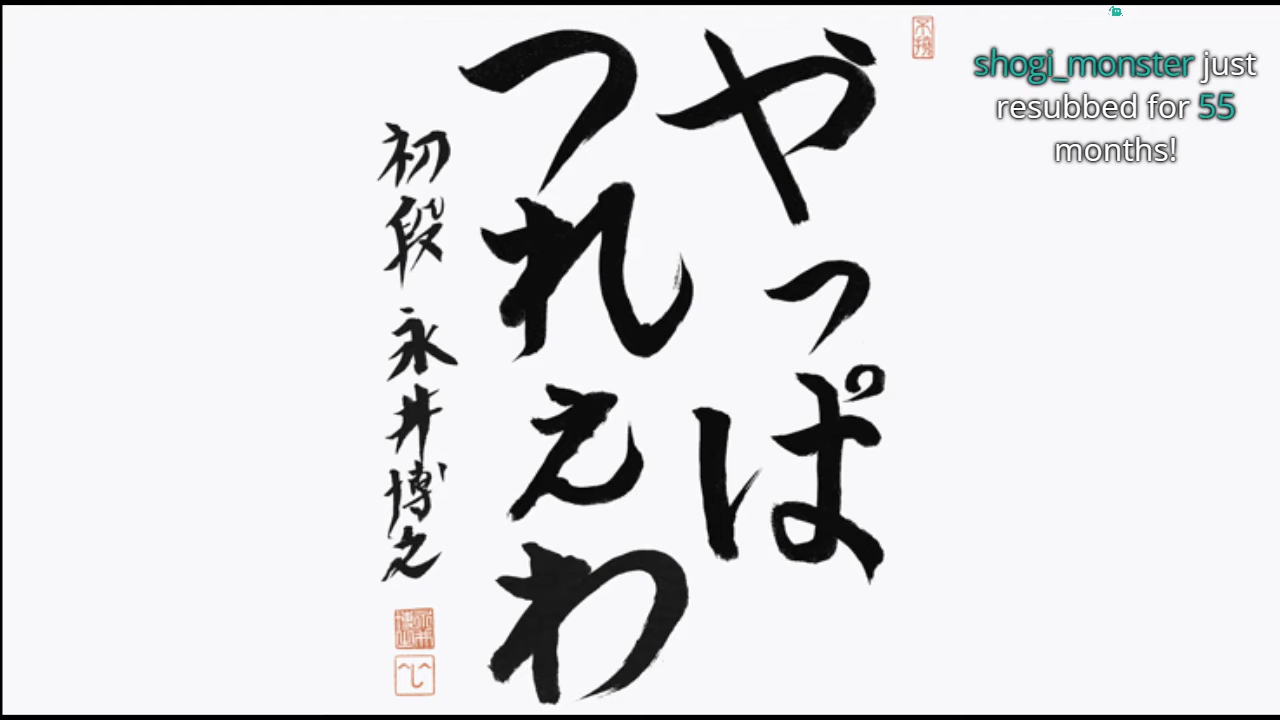 やっぱ
つれぇわ
初段 永井博之
shogi_monster just
resubbed for 55
months!